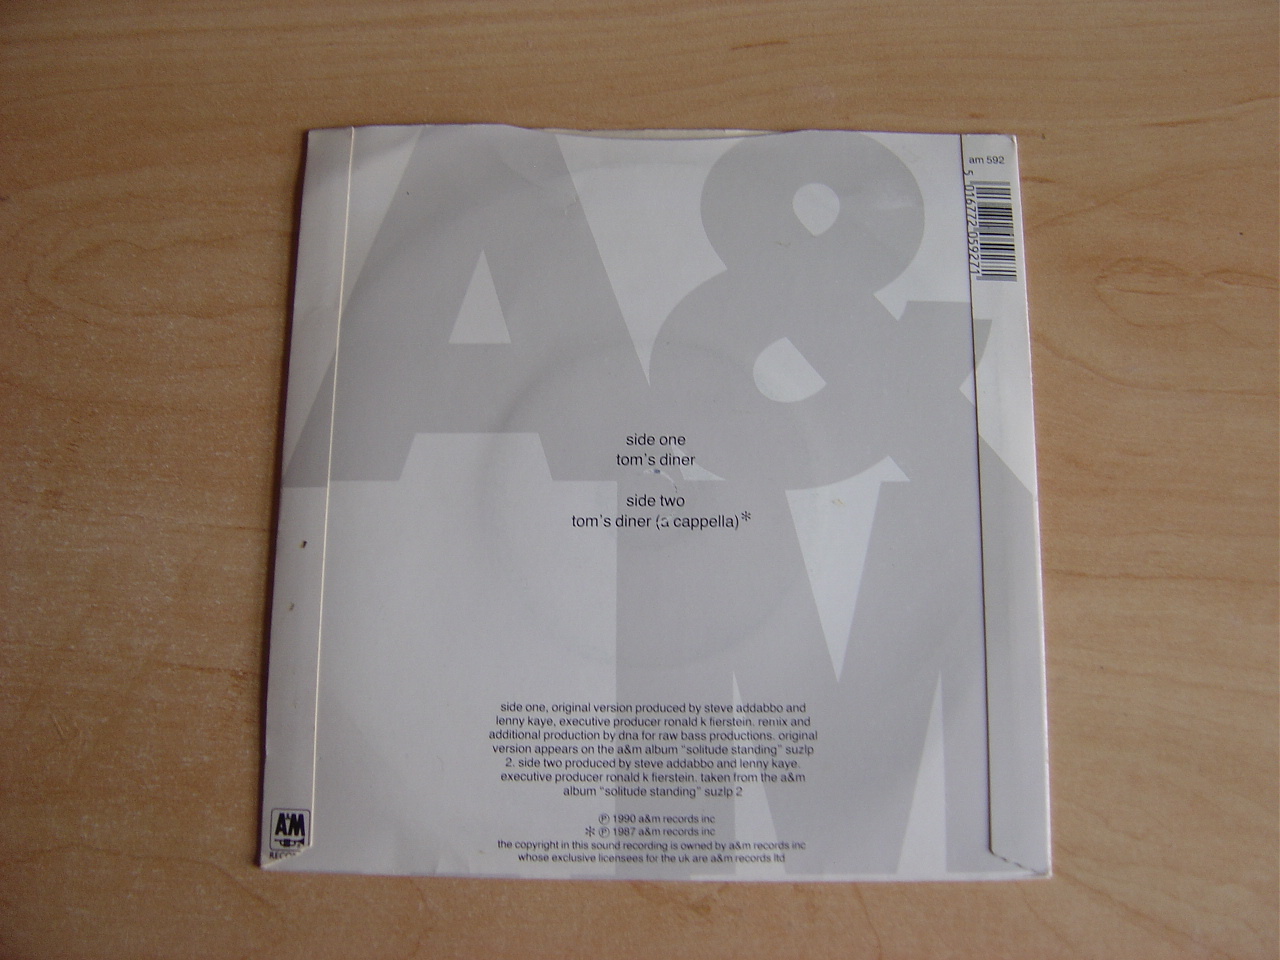 A&
M
am 592
5 016772 059271
side one
tom's diner
side two
tom's diner (a cappella)*
side one, original version produced by steve addabbo and
lenny kaye, executive producer ronald k fierstein. remix and
additional production by dna for raw bass productions. original
version appears on the a&m album "solitude standing" suzlp
2. side two produced by steve addabbo and lenny kaye.
executive producer ronald k fierstein. taken from the a&m
album "solitude standing" suzlp 2
℗ 1990 a&m records inc
* ℗ 1987 a&m records inc
the copyright in this sound recording is owned by a&m records inc
whose exclusive licensees for the uk are a&m records ltd
A&M